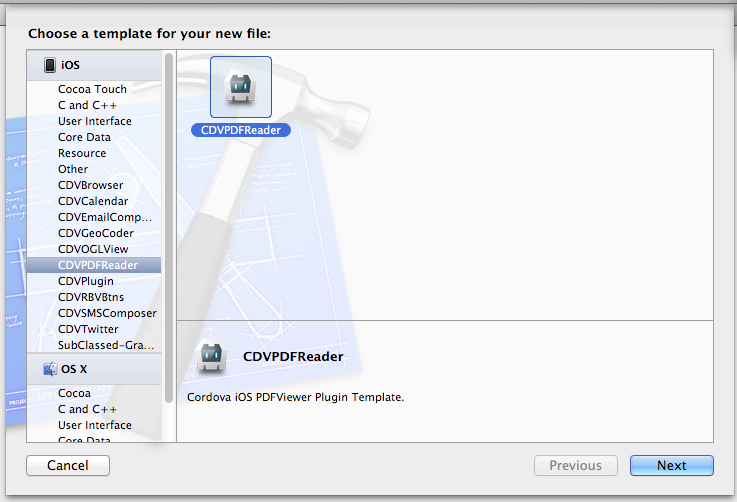 Choose a template for your new file:
iOS
Cocoa Touch
C and C++
User Interface
Core Data
Resource
Other
CDVBrowser
CDVCalendar
CDVEmailComp...
CDVGeoCoder
CDVOGLView
CDVPDFReader
CDVPlugin
CDVRBVBtns
CDVSMSComposer
CDVTwitter
SubClassed-Gra...
OS X
Cocoa
C and C++
User Interface
Core Data
CDVPDFReader
CDVPDFReader
Cordova iOS PDFViewer Plugin Template.
Cancel
Previous
Next